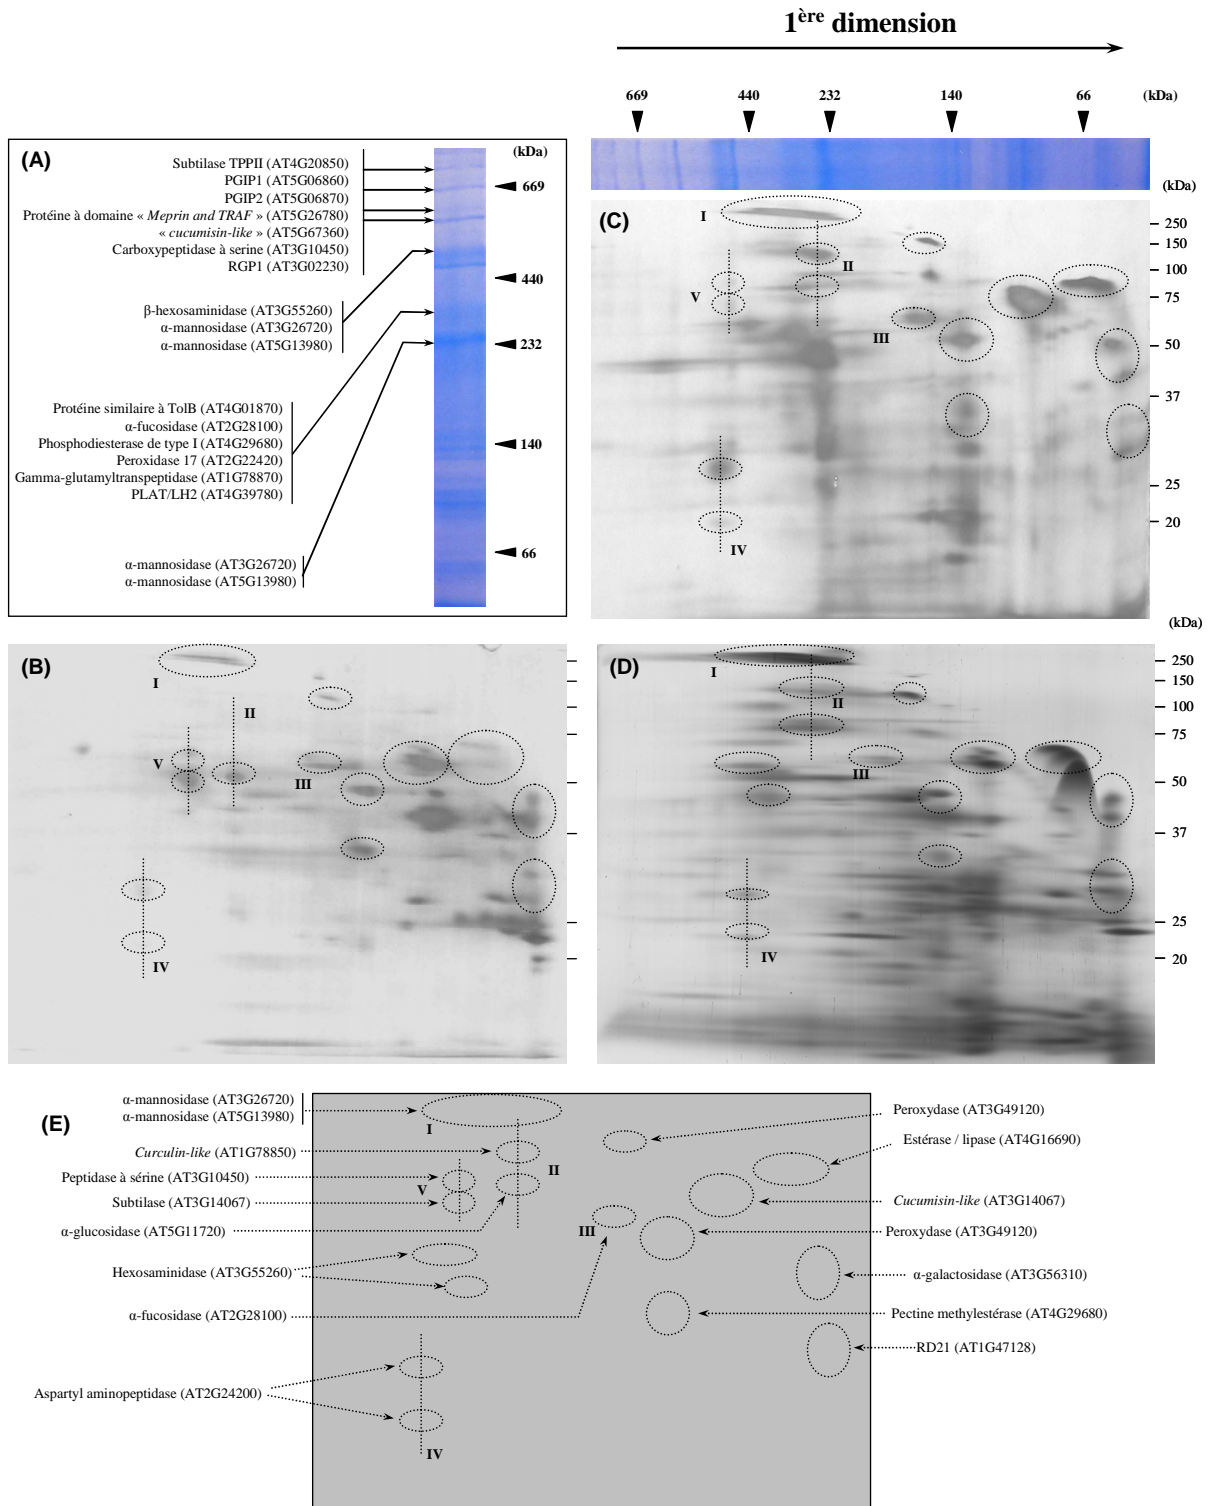 1ère dimension
669 440 232 140 66 (kDa)
(A)
(kDa)
Subtilase TPPII (AT4G20850)
PGIP1 (AT5G06860)
PGIP2 (AT5G06870)
Protéine à domaine « Meprin and TRAF » (AT5G26780)
« cucumisin-like » (AT5G67360)
Carboxypeptidase à serine (AT3G10450)
RGP1 (AT3G02230)
β-hexosaminidase (AT3G55260)
α-mannosidase (AT3G26720)
α-mannosidase (AT5G13980)
Protéine similaire à TolB (AT4G01870)
α-fucosidase (AT2G28100)
Phosphodiesterase de type I (AT4G29680)
Peroxidase 17 (AT2G22420)
Gamma-glutamyltranspeptidase (AT1G78870)
PLAT/LH2 (AT4G39780)
α-mannosidase (AT3G26720)
α-mannosidase (AT5G13980)
669
440
232
140
66
(kDa)
(C)
I
II
V
III
IV
250
150
100
75
50
37
25
20
(kDa)
(B)
I
II
V
III
IV
(D)
I
II
III
IV
250
150
100
75
50
37
25
20
(E)
α-mannosidase (AT3G26720)
α-mannosidase (AT5G13980)
Curculin-like (AT1G78850)
Peptidase à sérine (AT3G10450)
Subtilase (AT3G14067)
α-glucosidase (AT5G11720)
Hexosaminidase (AT3G55260)
α-fucosidase (AT2G28100)
Aspartyl aminopeptidase (AT2G24200)
I
II
V
III
IV
Peroxydase (AT3G49120)
Estérase / lipase (AT4G16690)
Cucumisin-like (AT3G14067)
Peroxydase (AT3G49120)
α-galactosidase (AT3G56310)
Pectine methylestérase (AT4G29680)
RD21 (AT1G47128)